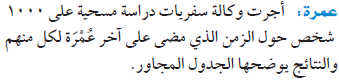 عمرة: أجرت وكالة سفريات دراسة مسحية على ١٠٠٠
شخص حول الزمن الذي مضى على آخر عُمْرَة لكل منهم
والنتائج يوضحها الجدول المجاور.